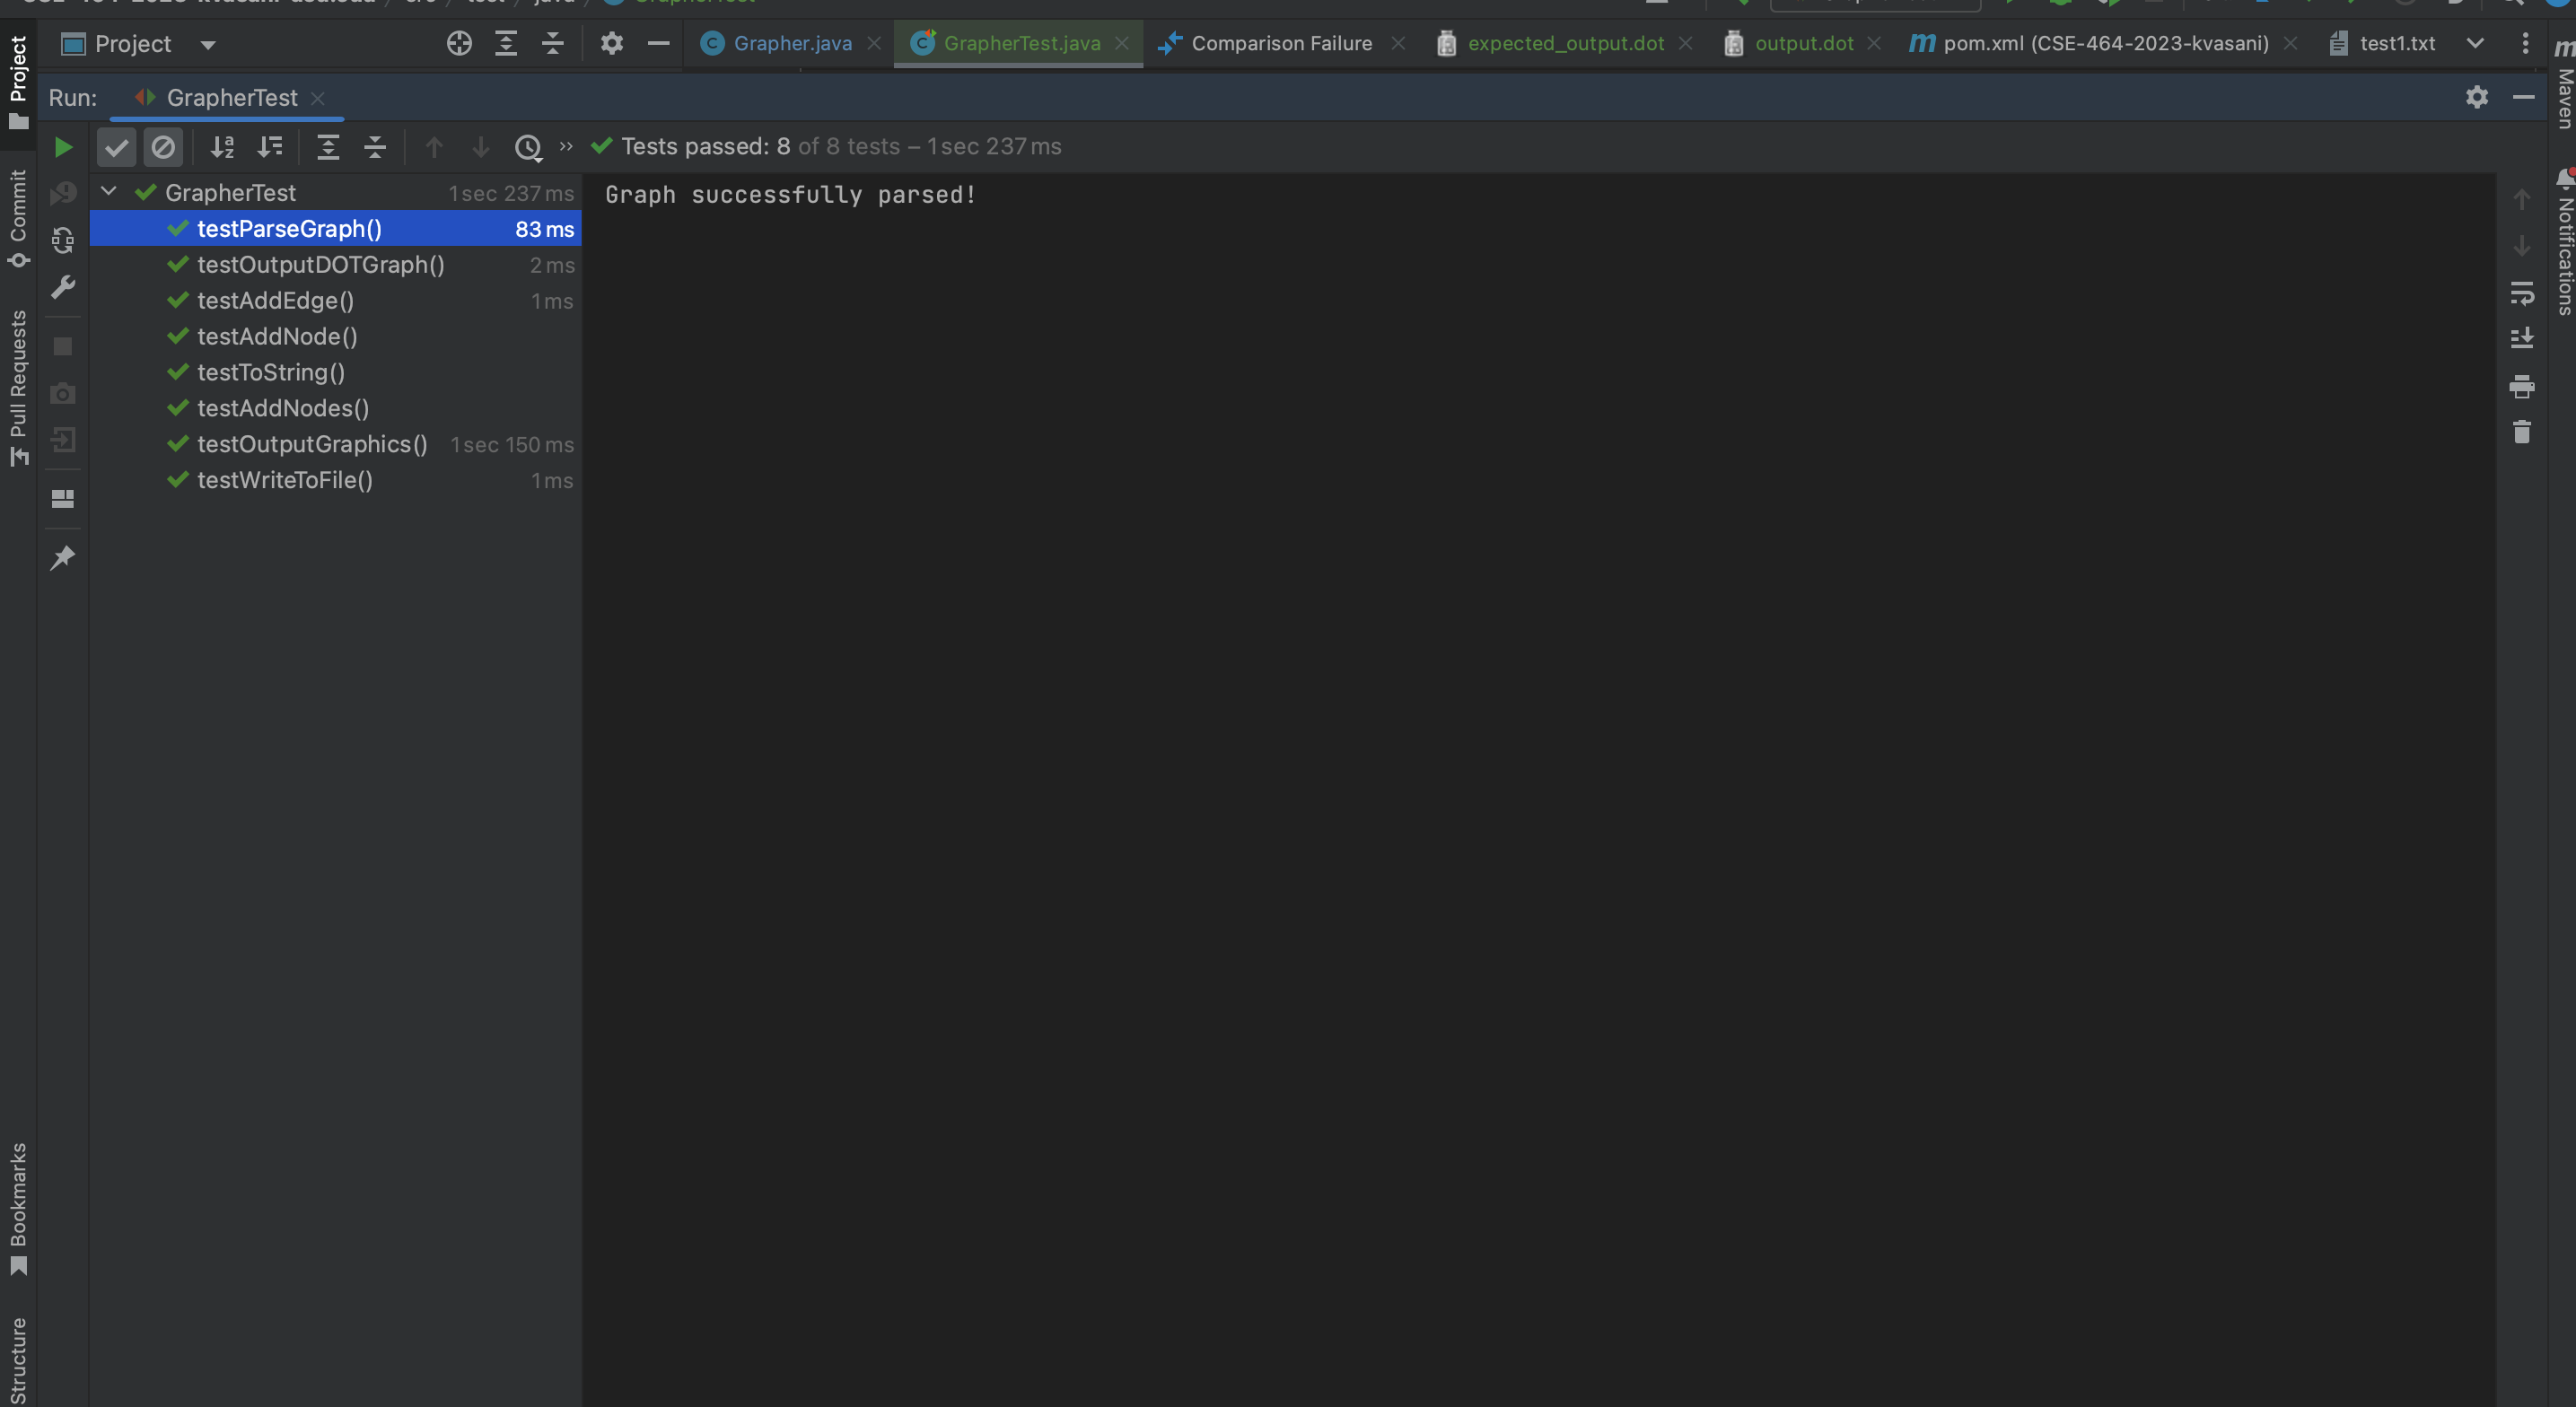 Project
Grapher.java
GrapherTest.java
Comparison Failure
expected_output.dot
output.dot
pom.xml (CSE-464-2023-kvasani)
test1.txt
Run:
GrapherTest
Tests passed: 8 of 8 tests – 1 sec 237 ms
GrapherTest 1 sec 237 ms
testParseGraph() 83 ms
testOutputDOTGraph() 2 ms
testAddEdge() 1 ms
testAddNode()
testToString()
testAddNodes()
testOutputGraphics() 1 sec 150 ms
testWriteToFile() 1 ms
Graph successfully parsed!
Project
Commit
Pull Requests
Bookmarks
Structure
Maven
Notifications